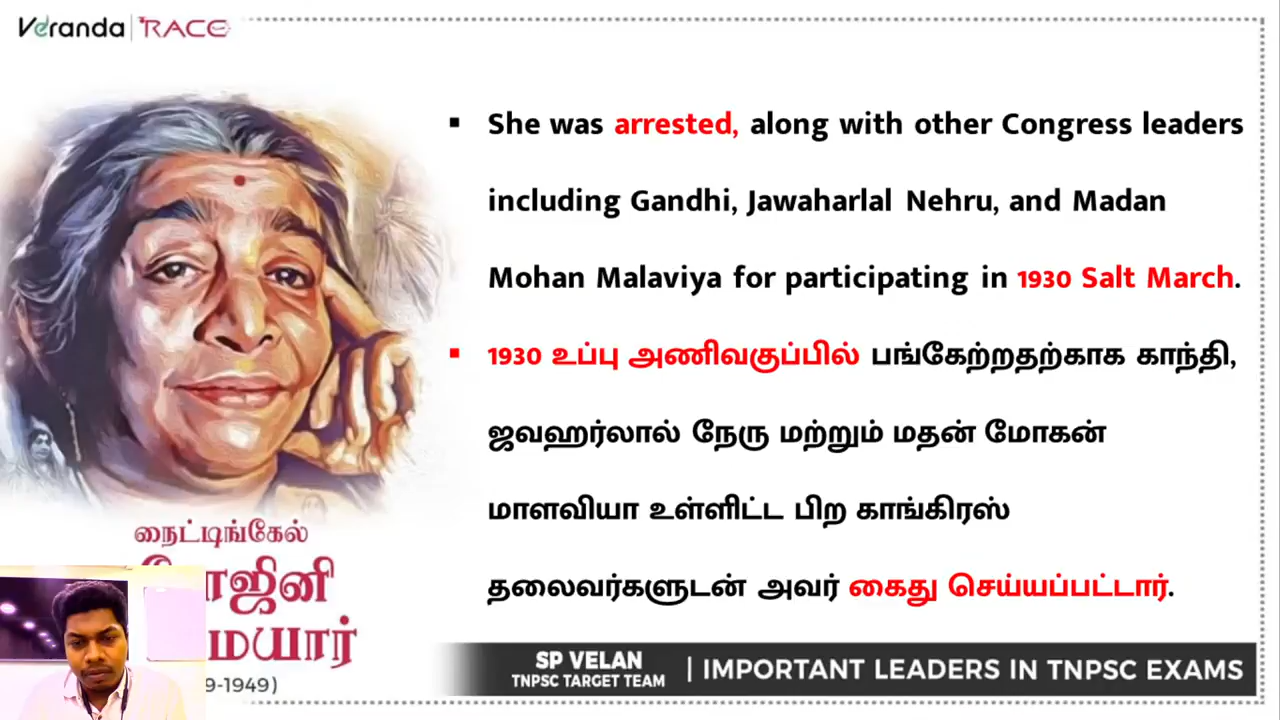 Veranda RACE
She was arrested, along with other Congress leaders
including Gandhi, Jawaharlal Nehru, and Madan
Mohan Malaviya for participating in 1930 Salt March.
1930 உப்பு அணிவகுப்பில் பங்கேற்றதற்காக காந்தி,
ஜவஹர்லால் நேரு மற்றும் மதன் மோகன்
மாளவியா உள்ளிட்ட பிற காங்கிரஸ்
தலைவர்களுடன் அவர் கைது செய்யப்பட்டார்.
நைட்டிங்கேல்
ஜினி
மையார்
9-1949)
SP VELAN
TNPSC TARGET TEAM
IMPORTANT LEADERS IN TNPSC EXAMS